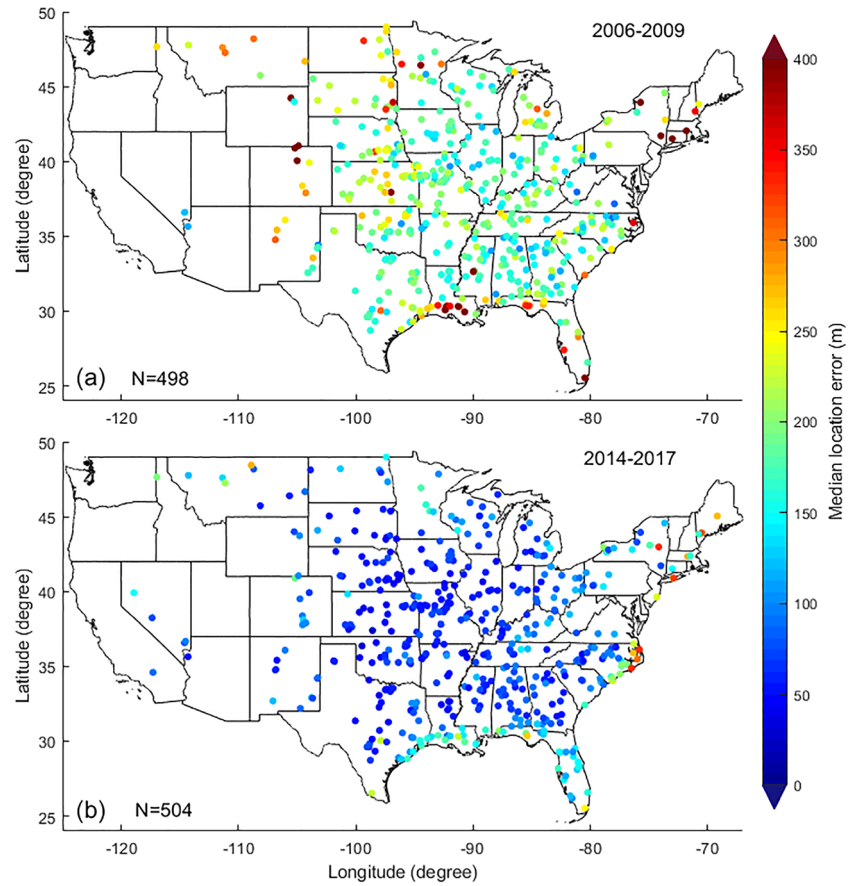 50
2006-2009
45
40
35
30
25
Latitude (degree)
(a) N=498
-120 -110 -100 -90 -80 -70
50
2014-2017
45
40
35
30
25
Latitude (degree)
(b) N=504
-120 -110 -100 -90 -80 -70
Longitude (degree)
400
350
300
250
200
150
100
50
0
Median location error (m)